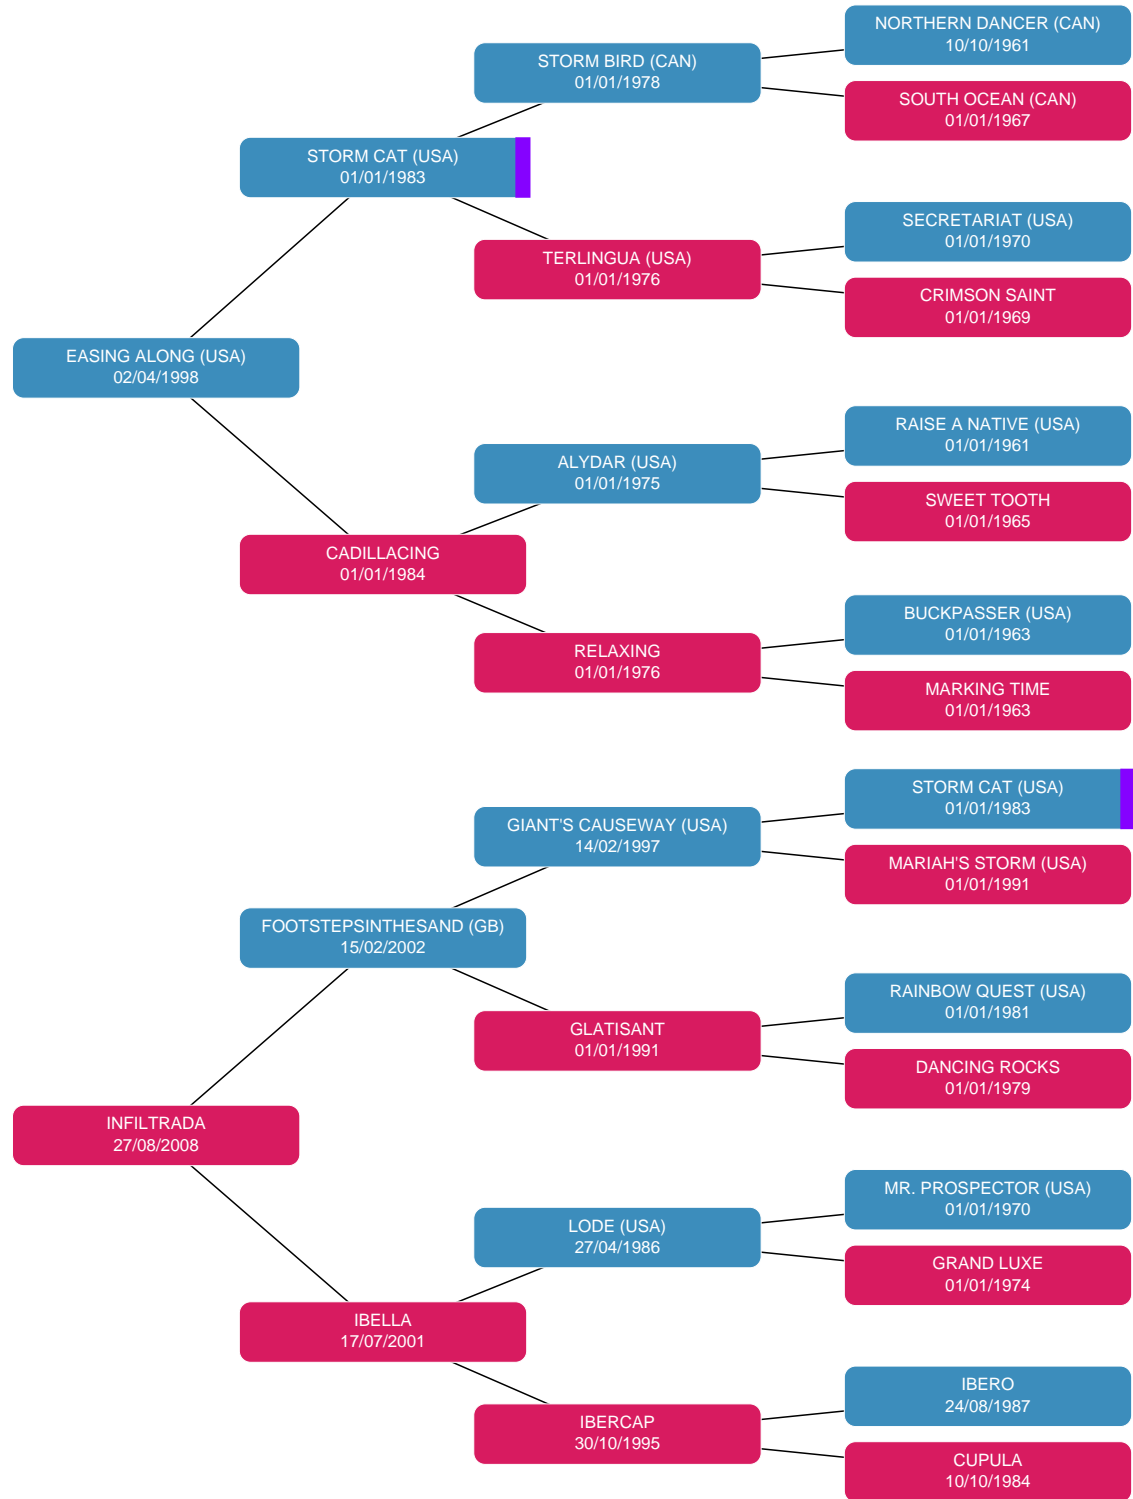 NORTHERN DANCER (CAN)
10/10/1961
STORM BIRD (CAN)
01/01/1978
SOUTH OCEAN (CAN)
01/01/1967
STORM CAT (USA)
01/01/1983
SECRETARIAT (USA)
01/01/1970
TERLINGUA (USA)
01/01/1976
CRIMSON SAINT
01/01/1969
EASING ALONG (USA)
02/04/1998
RAISE A NATIVE (USA)
01/01/1961
ALYDAR (USA)
01/01/1975
SWEET TOOTH
01/01/1965
CADILLACING
01/01/1984
BUCKPASSER (USA)
01/01/1963
RELAXING
01/01/1976
MARKING TIME
01/01/1963
STORM CAT (USA)
01/01/1983
GIANT'S CAUSEWAY (USA)
14/02/1997
MARIAH'S STORM (USA)
01/01/1991
FOOTSTEPSINTHESAND (GB)
15/02/2002
RAINBOW QUEST (USA)
01/01/1981
GLATISANT
01/01/1991
DANCING ROCKS
01/01/1979
INFILTRADA
27/08/2008
MR. PROSPECTOR (USA)
01/01/1970
LODE (USA)
27/04/1986
GRAND LUXE
01/01/1974
IBELLA
17/07/2001
IBERO
24/08/1987
IBERCAP
30/10/1995
CUPULA
10/10/1984